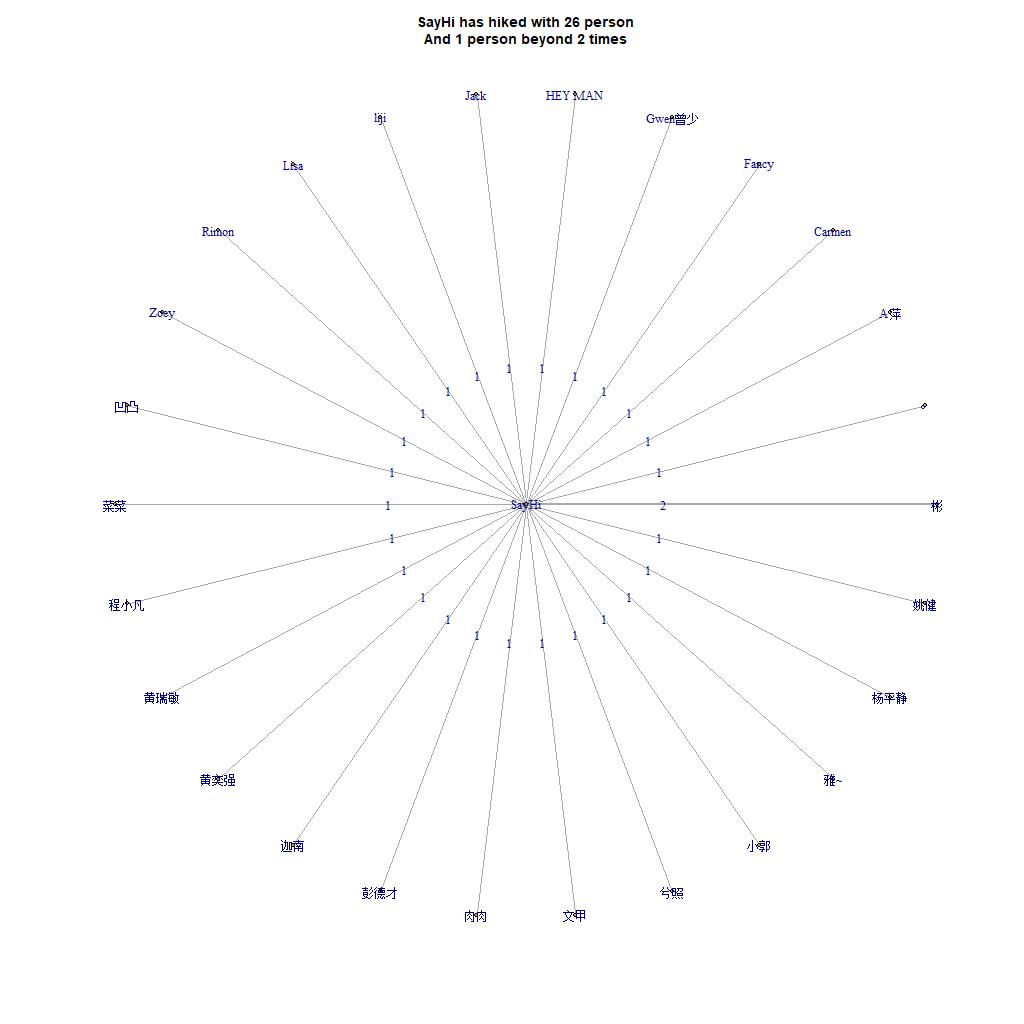 SayHi has hiked with 26 person
And 1 person beyond 2 times
Jack
HEY MAN
Gwen曾少
Fancy
Carmen
A 萍
彬
姚健
杨平静
雅~
小郭
兮照
文甲
肉肉
彭德才
迦南
黄奕强
黄瑞敏
程小凡
菜菜
凹凸
Zoey
Rimon
Lisa
SayHi
1
1
1
1
1
1
1
1
1
1
1
1
2
1
1
1
1
1
1
1
1
1
1
1
1
1